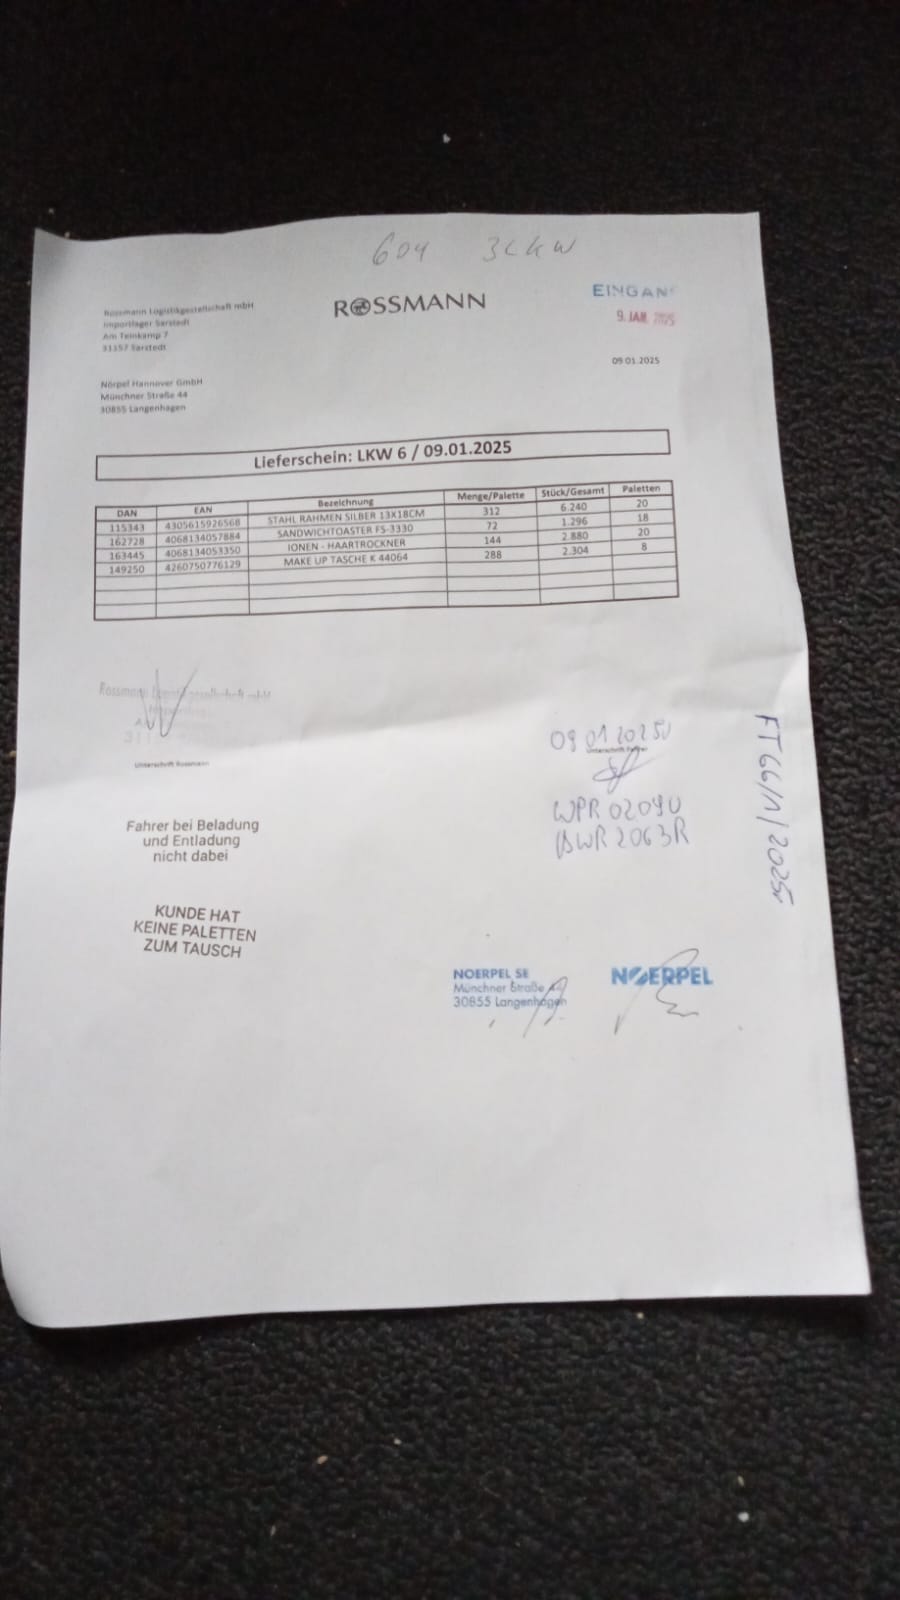 604 3LKW
ROSSMANN
EINGAN
9. JAN. 2025
Rossmann Logistikgesellschaft mbH
Importlager Sarstedt
Am Teinkamp 7
31157 Sarstedt
09.01.2025
Nörpel Hannover GmbH
Münchner Straße 44
30855 Langenhagen
Lieferschein: LKW 6 / 09.01.2025
DAN EAN Bezeichnung Menge/Palette Stück/Gesamt Paletten
115343 4305615926568 STAHL RAHMEN SILBER 13X18CM 312 6.240 20
162728 4068134057884 SANDWICHTOASTER FS-3330 72 1.296 18
163445 4068134053350 IONEN - HAARTROCKNER 144 2.880 20
149250 4260750776129 MAKE UP TASCHE K 44064 288 2.304 8
Unterschrift Rossmann
09.01.2025
Unterschrift Fahrer
WPR 0209U
FT 66/1/2025
Fahrer bei Beladung
und Entladung
nicht dabei
KUNDE HAT
KEINE PALETTEN
ZUM TAUSCH
NOERPEL SE
Münchner Straße 44
30855 Langenhagen
NOERPEL